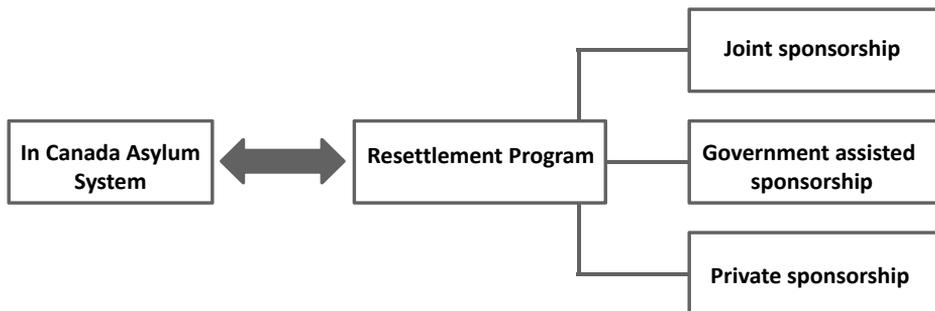 Joint sponsorship
In Canada Asylum
System
Resettlement Program
Government assisted
sponsorship
Private sponsorship